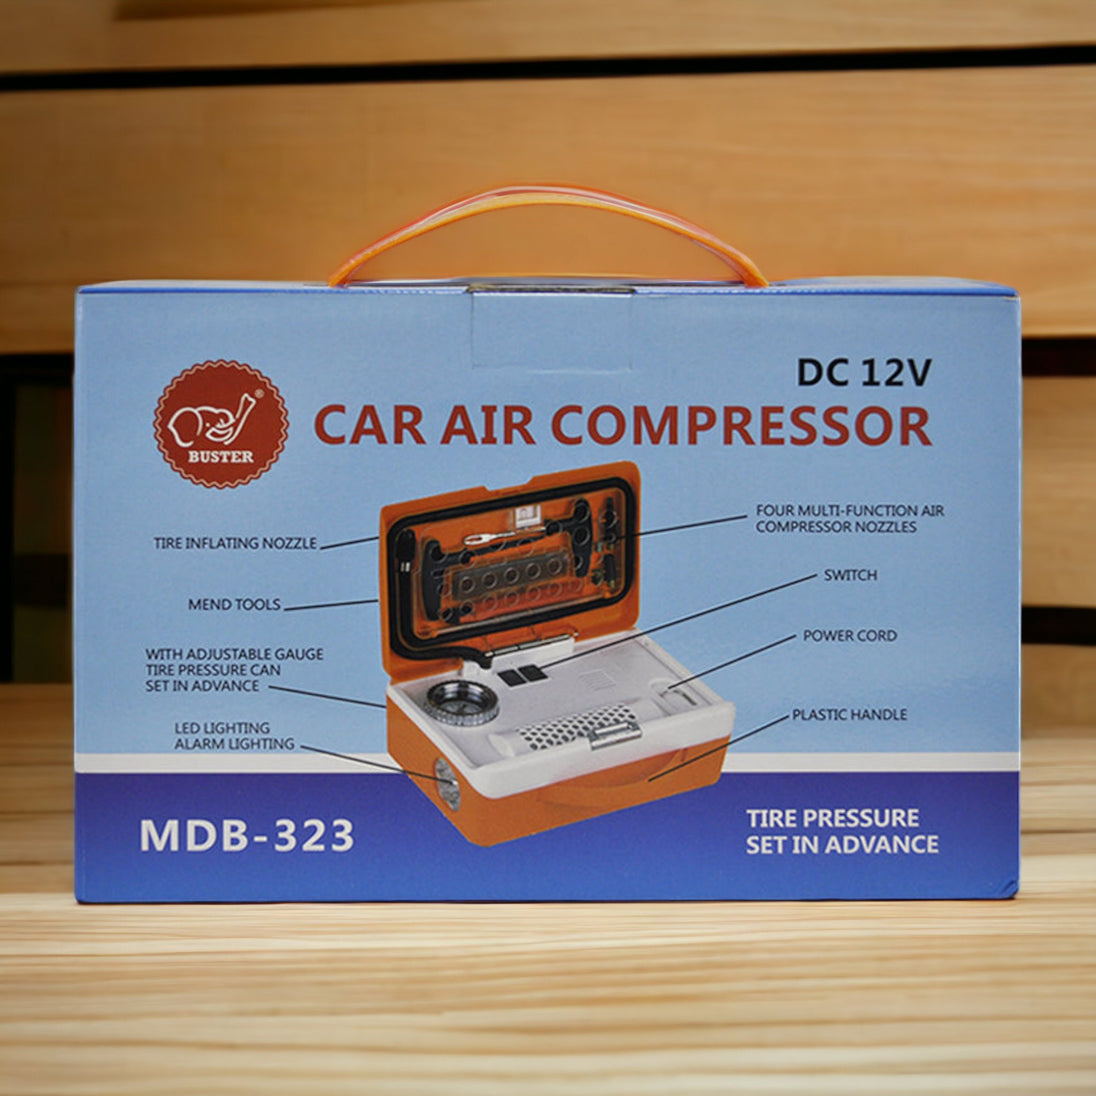 DC 12V
CAR AIR COMPRESSOR
®
BUSTER
TIRE INFLATING NOZZLE
MEND TOOLS
WITH ADJUSTABLE GAUGE
TIRE PRESSURE CAN
SET IN ADVANCE
LED LIGHTING
ALARM LIGHTING
FOUR MULTI-FUNCTION AIR
COMPRESSOR NOZZLES
SWITCH
POWER CORD
PLASTIC HANDLE
MDB-323
TIRE PRESSURE
SET IN ADVANCE